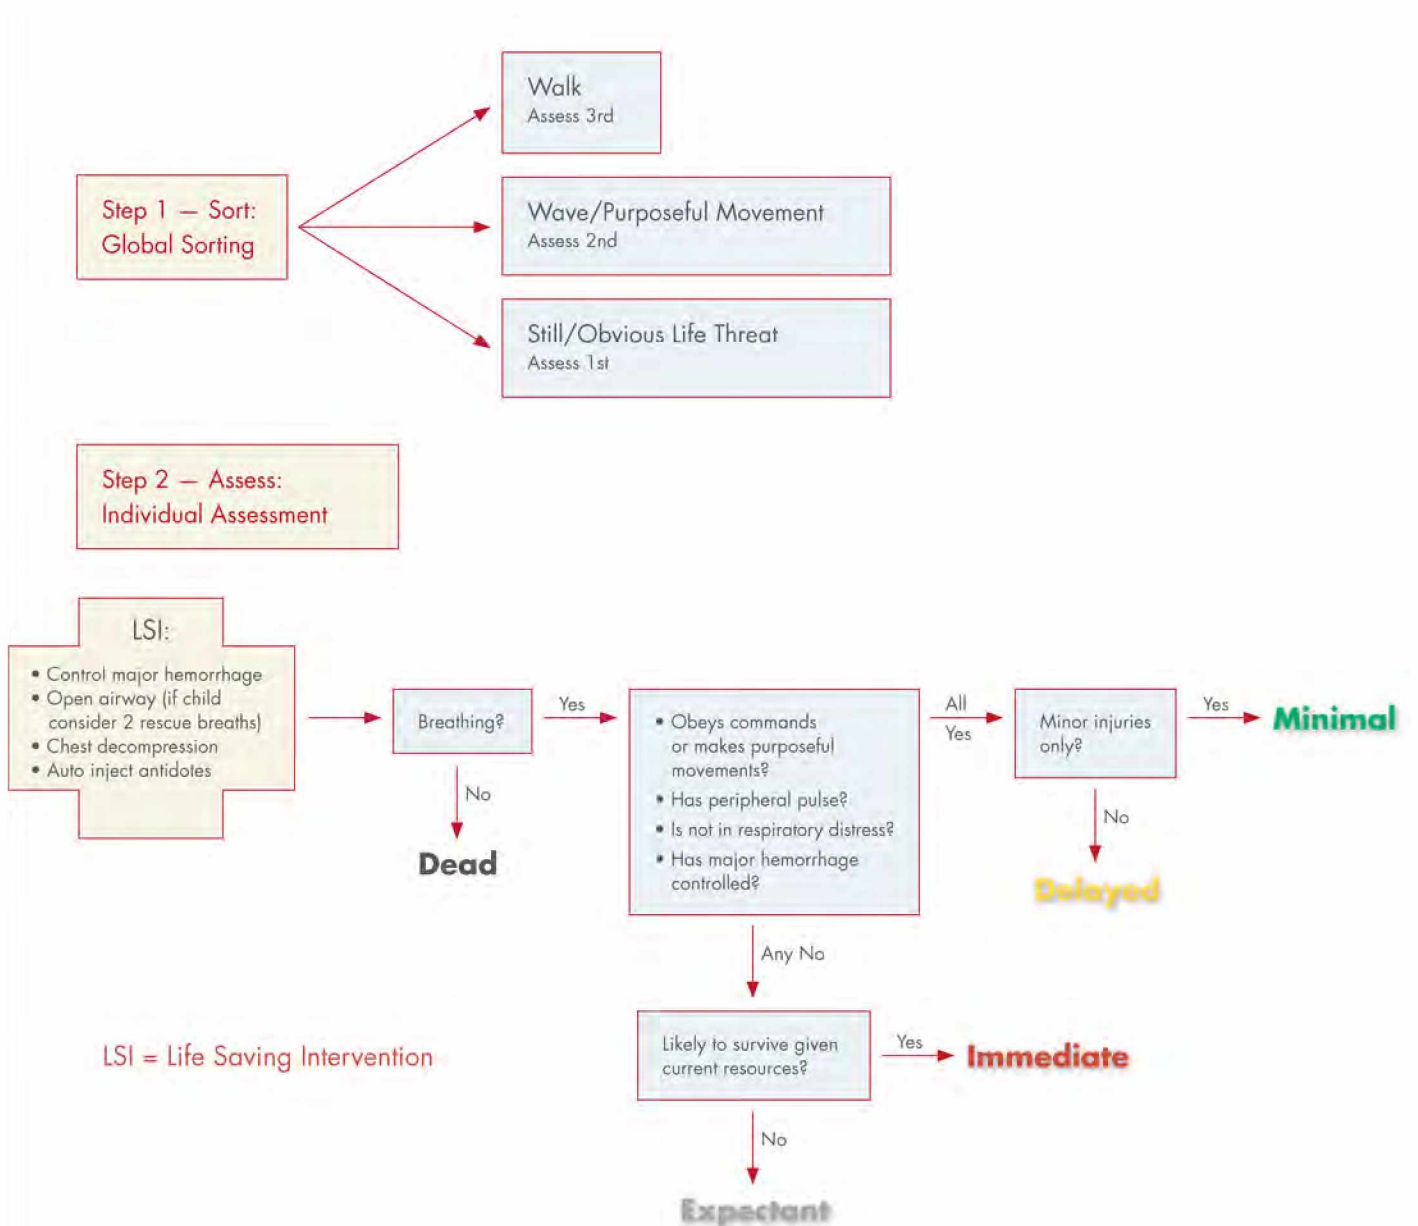 Walk
Assess 3rd
Step 1 — Sort:
Global Sorting
Wave/Purposeful Movement
Assess 2nd
Still/Obvious Life Threat
Assess 1st
Step 2 — Assess:
Individual Assessment
LSI:
• Control major hemorrhage
• Open airway (if child
consider 2 rescue breaths)
• Chest decompression
• Auto inject antidotes
Breathing?
Yes
No
Dead
• Obeys commands
or makes purposeful
movements?
• Has peripheral pulse?
• Is not in respiratory distress?
• Has major hemorrhage
controlled?
All
Yes
Minor injuries
only?
Yes
Minimal
No
Delayed
Any No
LSI = Life Saving Intervention
Likely to survive given
current resources?
Yes
Immediate
No
Expectant